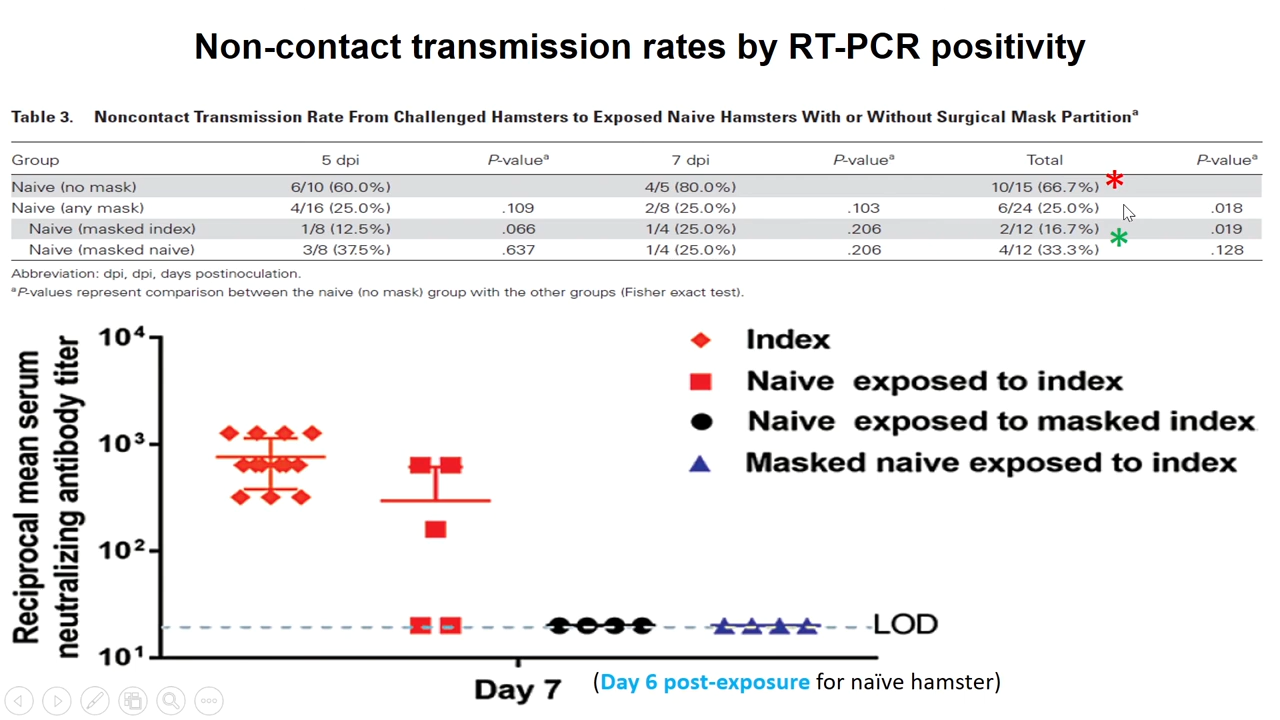 Non-contact transmission rates by RT-PCR positivity
Table 3. Noncontact Transmission Rate From Challenged Hamsters to Exposed Naive Hamsters With or Without Surgical Mask Partitionᵃ
Group 5 dpi P-valueᵃ 7 dpi P-valueᵃ Total P-valueᵃ
Naive (no mask) 6/10 (60.0%) 4/5 (80.0%) 10/15 (66.7%) *
Naive (any mask) 4/16 (25.0%) .109 2/8 (25.0%) .103 6/24 (25.0%) .018
Naive (masked index) 1/8 (12.5%) .066 1/4 (25.0%) .206 2/12 (16.7%) * .019
Naive (masked naive) 3/8 (37.5%) .637 1/4 (25.0%) .206 4/12 (33.3%) .128
Abbreviation: dpi, dpi, days postinoculation.
ᵃP-values represent comparison between the naive (no mask) group with the other groups (Fisher exact test).
Reciprocal mean serum
neutralizing antibody titer
10⁴
10³
10²
10¹
Index
Naive exposed to index
Naive exposed to masked index
Masked naive exposed to index
LOD
Day 7 (Day 6 post-exposure for naïve hamster)